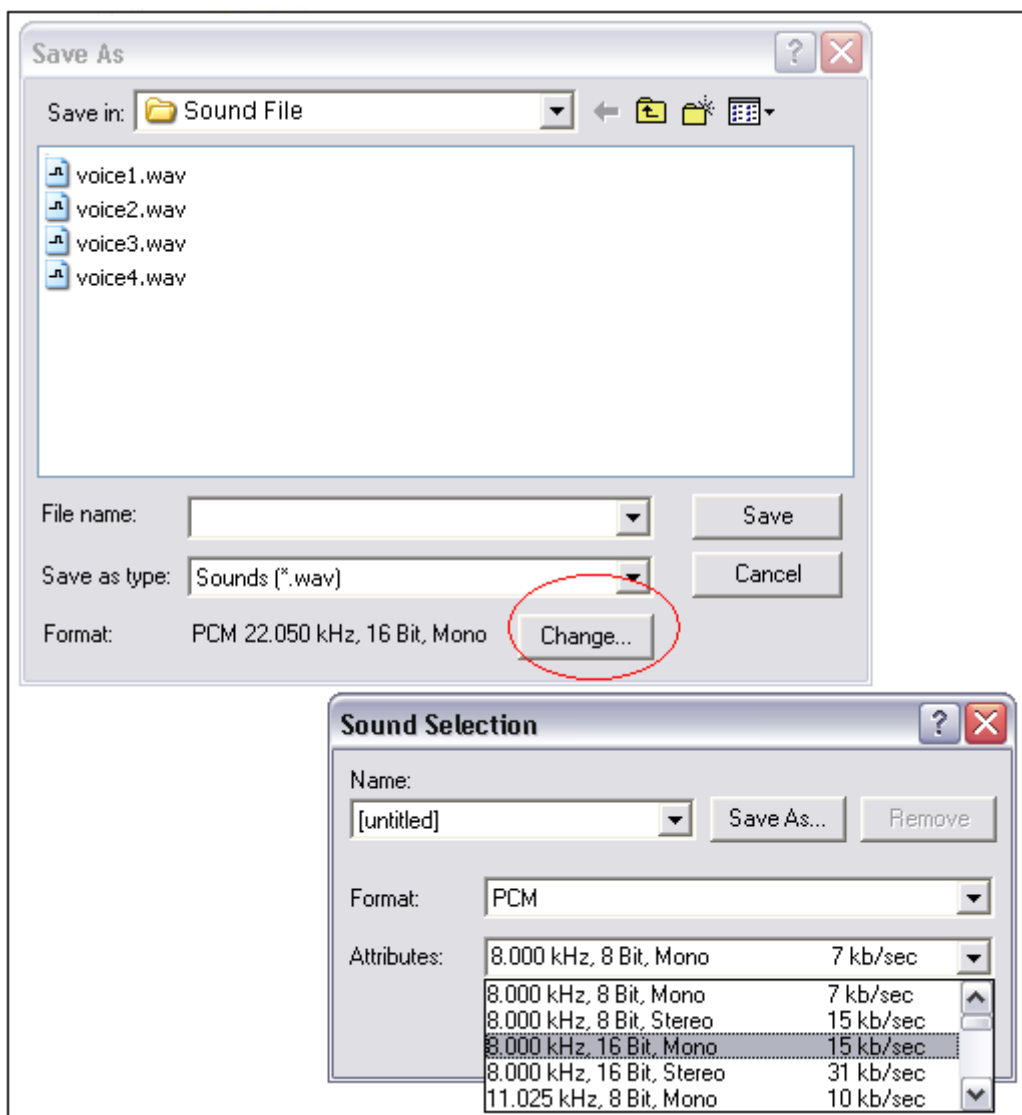 Save As
Save in: Sound File
voice1.wav
voice2.wav
voice3.wav
voice4.wav
File name:
Save
Save as type: Sounds (*.wav)
Cancel
Format: PCM 22.050 kHz, 16 Bit, Mono
Change...
Sound Selection
Name:
[untitled]
Save As...
Remove
Format: PCM
Attributes: 8.000 kHz, 8 Bit, Mono 7 kb/sec
8.000 kHz, 8 Bit, Mono 7 kb/sec
8.000 kHz, 8 Bit, Stereo 15 kb/sec
8.000 kHz, 16 Bit, Mono 15 kb/sec
8.000 kHz, 16 Bit, Stereo 31 kb/sec
11.025 kHz, 8 Bit, Mono 10 kb/sec